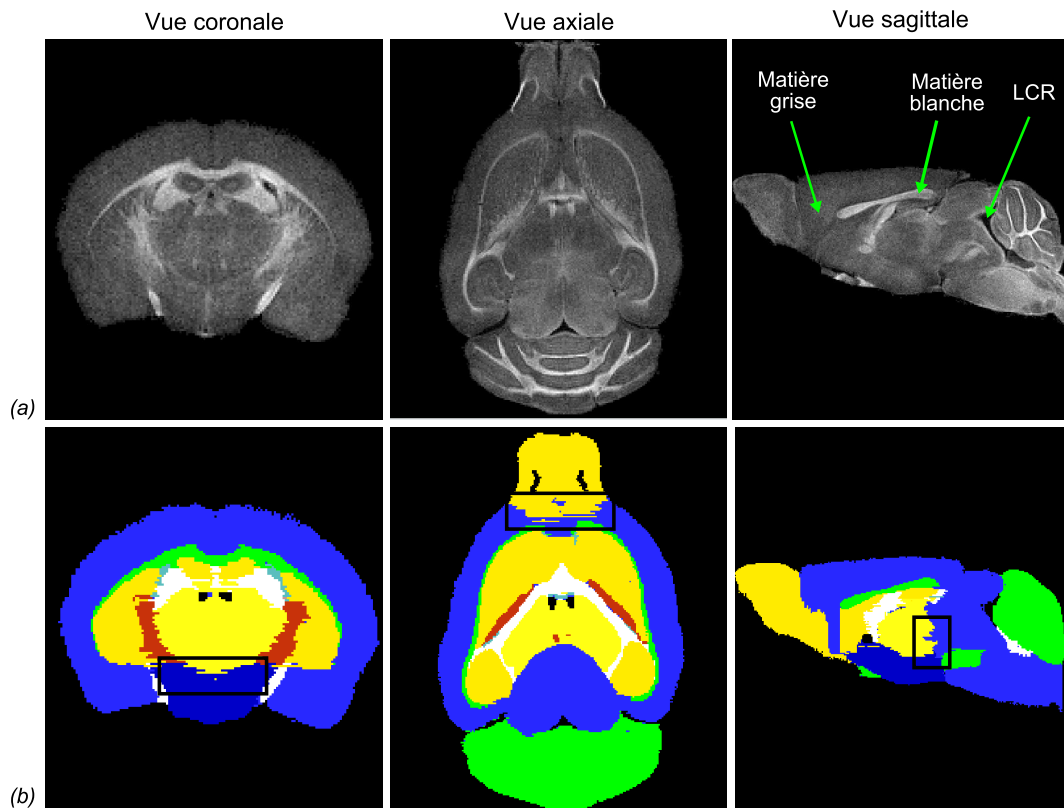 Vue coronale
Vue axiale
Vue sagittale
Matière
grise
Matière
blanche
LCR
(a)
(b)